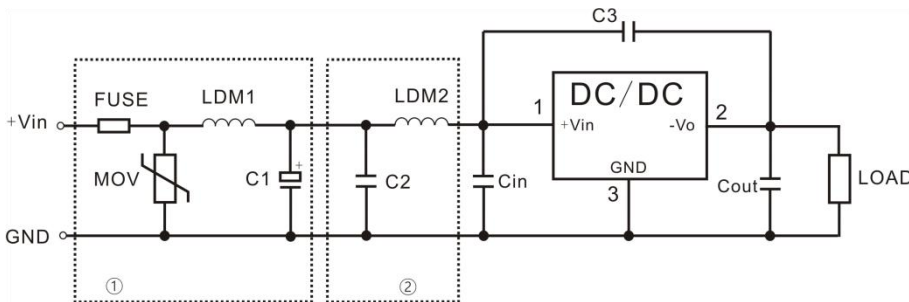 C3
FUSE
LDM1
LDM2
1
DC/DC
2
+Vin
+Vin
-Vo
MOV
C1
+
C2
Cin
GND
3
Cout
LOAD
GND
①
②